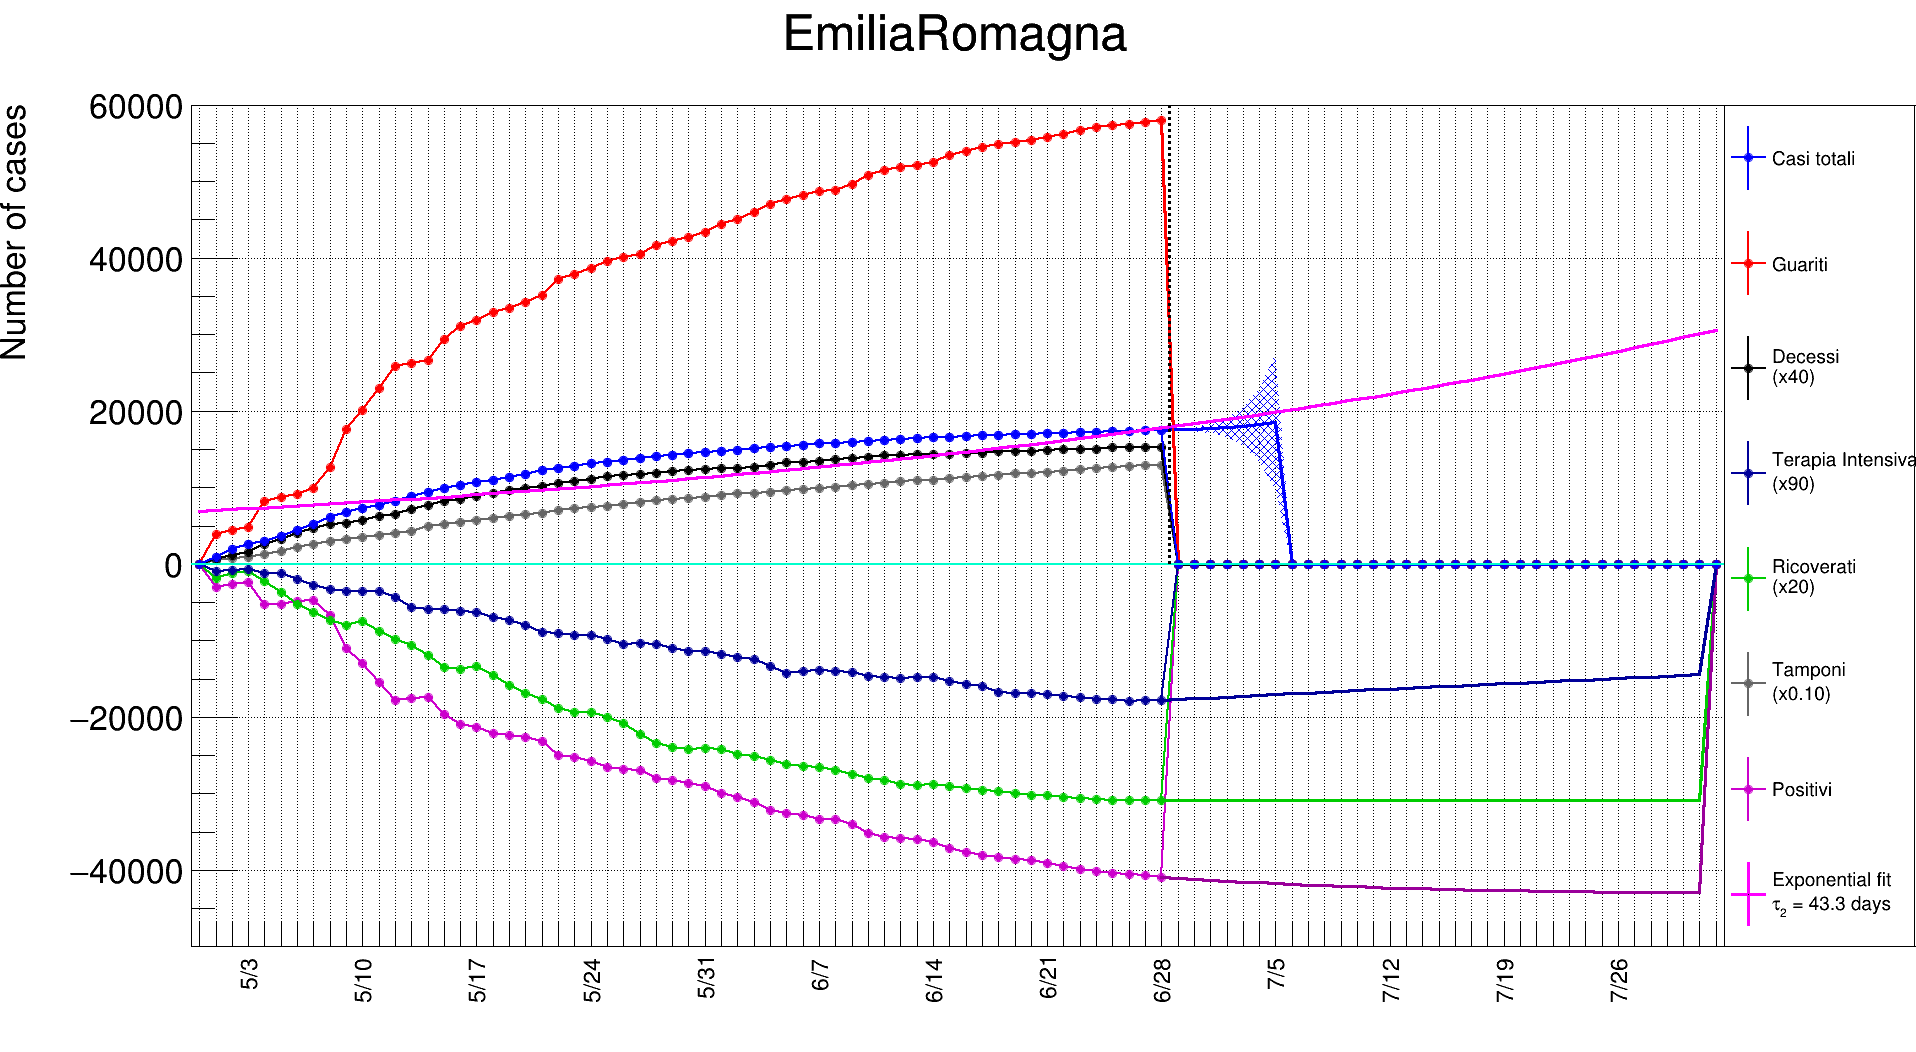 EmiliaRomagna
Number of cases
60000
40000
20000
0
−20000
−40000
5/3
5/10
5/17
5/24
5/31
6/7
6/14
6/21
6/28
7/5
7/12
7/19
7/26
Casi totali
Guariti
Decessi
(x40)
Terapia Intensiva
(x90)
Ricoverati
(x20)
Tamponi
(x0.10)
Positivi
Exponential fit
τ2 = 43.3 days